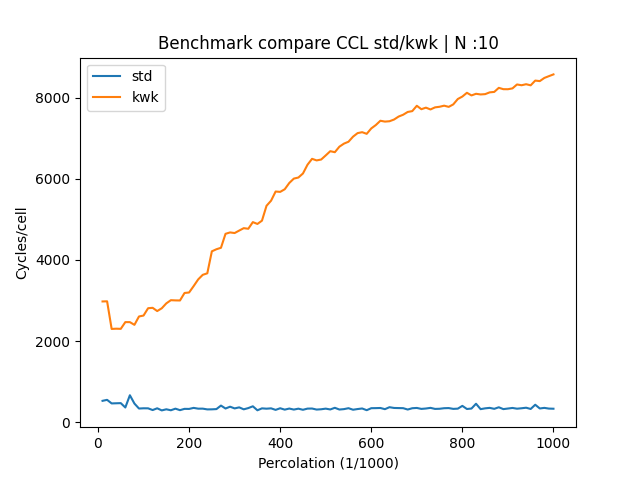 Benchmark compare CCL std/kwk | N :10
std
kwk
Cycles/cell
8000
6000
4000
2000
0
0 200 400 600 800 1000
Percolation (1/1000)